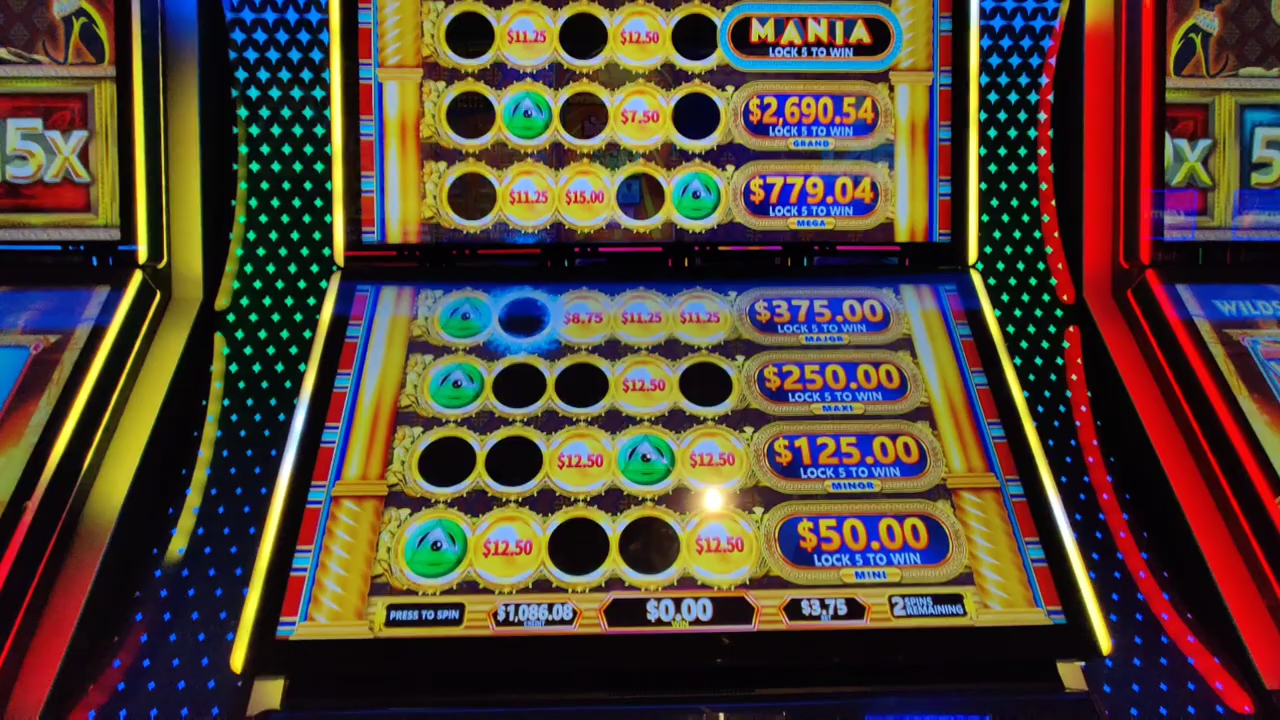 $11.25 $12.50 MANIA
LOCK 5 TO WIN
$7.50 $2,690.54
LOCK 5 TO WIN
GRAND
5X
$11.25 $15.00 $779.04
LOCK 5 TO WIN
MEGA
X 5
$8.75 $11.25 $11.25 $375.00
LOCK 5 TO WIN
MAJOR
WILDS
$12.50 $250.00
LOCK 5 TO WIN
MAXI
$12.50 $12.50 $125.00
LOCK 5 TO WIN
MINOR
$12.50 $12.50 $50.00
LOCK 5 TO WIN
MINI
PRESS TO SPIN $1,086.08 $0.00 $3.75 2 SPINS REMAINING
CREDIT WIN BET